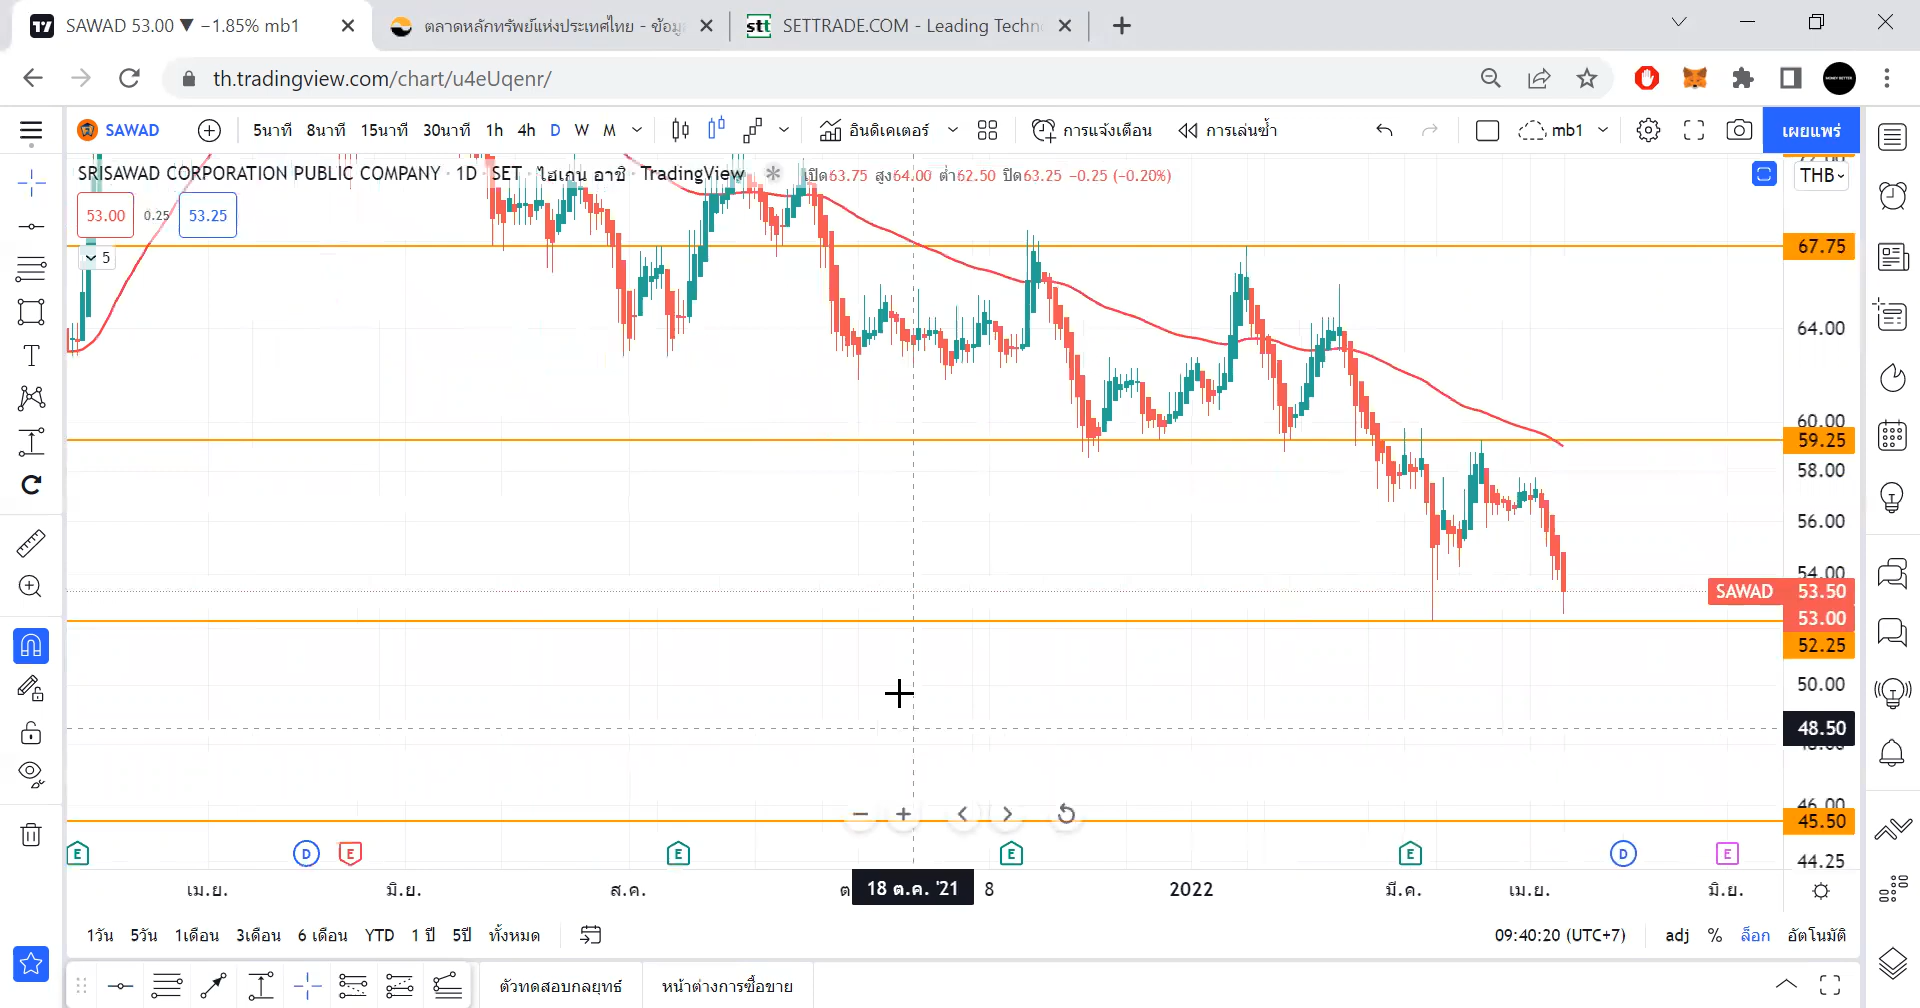 SAWAD 53.00 ▼ −1.85% mb1
ตลาดหลักทรัพย์แห่งประเทศไทย - ข้อมู
stt SETTRADE.COM - Leading Techn
th.tradingview.com/chart/u4eUqenr/
SAWAD 5นาที 8นาที 15นาที 30นาที 1h 4h D W M อินดิเคเตอร์ การแจ้งเตือน การเล่นซ้ำ mb1 เผยแพร่
SRISAWAD CORPORATION PUBLIC COMPANY · 1D · SET · ไฮเกน อาชิ · TradingView เปิด63.75 สูง64.00 ต่ำ62.50 ปิด63.25 −0.25 (−0.20%)
THB
53.00 0.25 53.25
67.75
5
64.00
60.00
59.25
58.00
56.00
54.00
SAWAD 53.50
53.00
52.25
50.00
48.50
46.00
45.50
E D E E E E D E
44.25
เม.ย. มิ.ย. ส.ค. ต 18 ต.ค. '21 8 2022 มี.ค. เม.ย. มิ.ย.
1วัน 5วัน 1เดือน 3เดือน 6 เดือน YTD 1 ปี 5ปี ทั้งหมด 09:40:20 (UTC+7) adj % ล็อก อัตโนมัติ
ตัวทดสอบกลยุทธ์ หน้าต่างการซื้อขาย